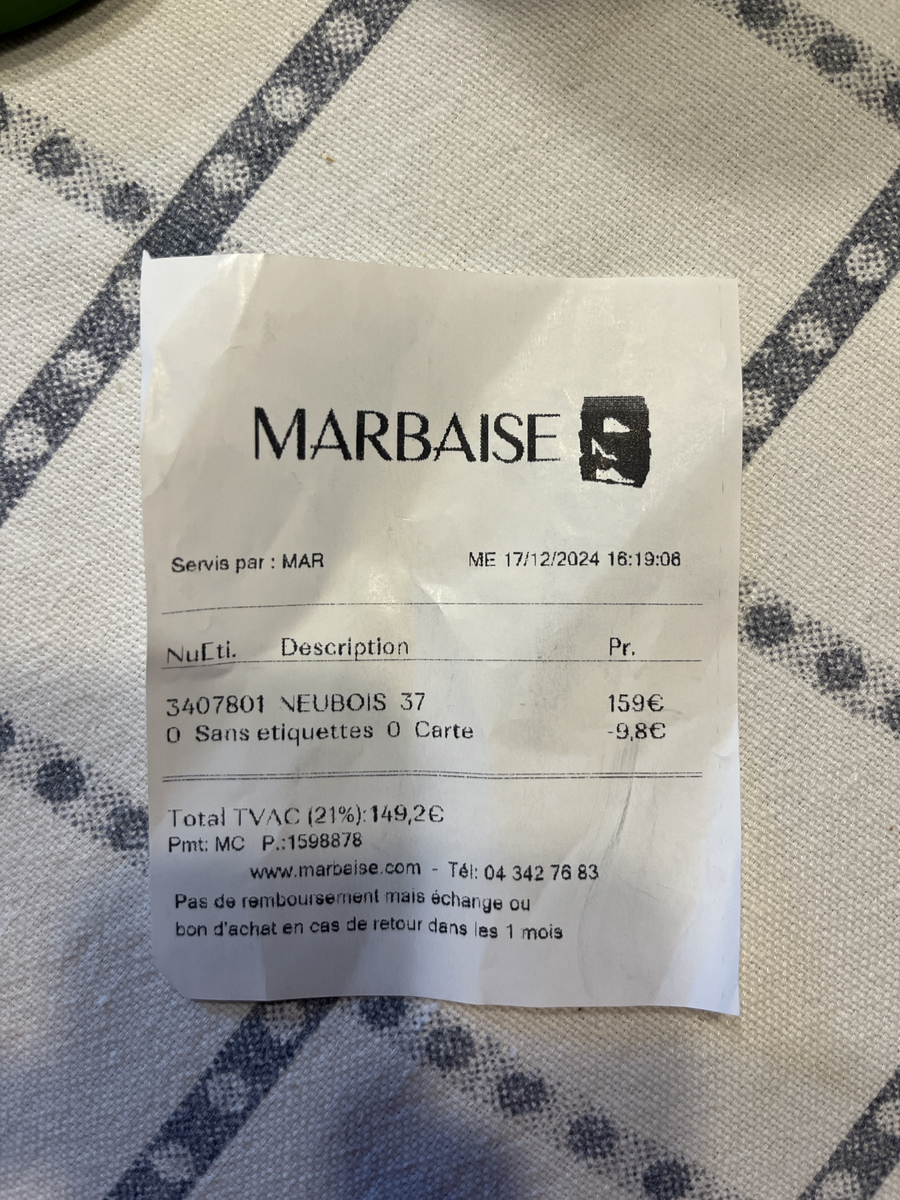 MARBAISE
Servis par : MAR ME 17/12/2024 16:19:06
NuEti. Description Pr.
3407801 NEUBOIS 37 159€
0 Sans etiquettes 0 Carte -9,8€
Total TVAC (21%):149,2€
Pmt: MC P.:1598878
www.marbaise.com - Tél: 04 342 76 83
Pas de remboursement mais échange ou
bon d'achat en cas de retour dans les 1 mois